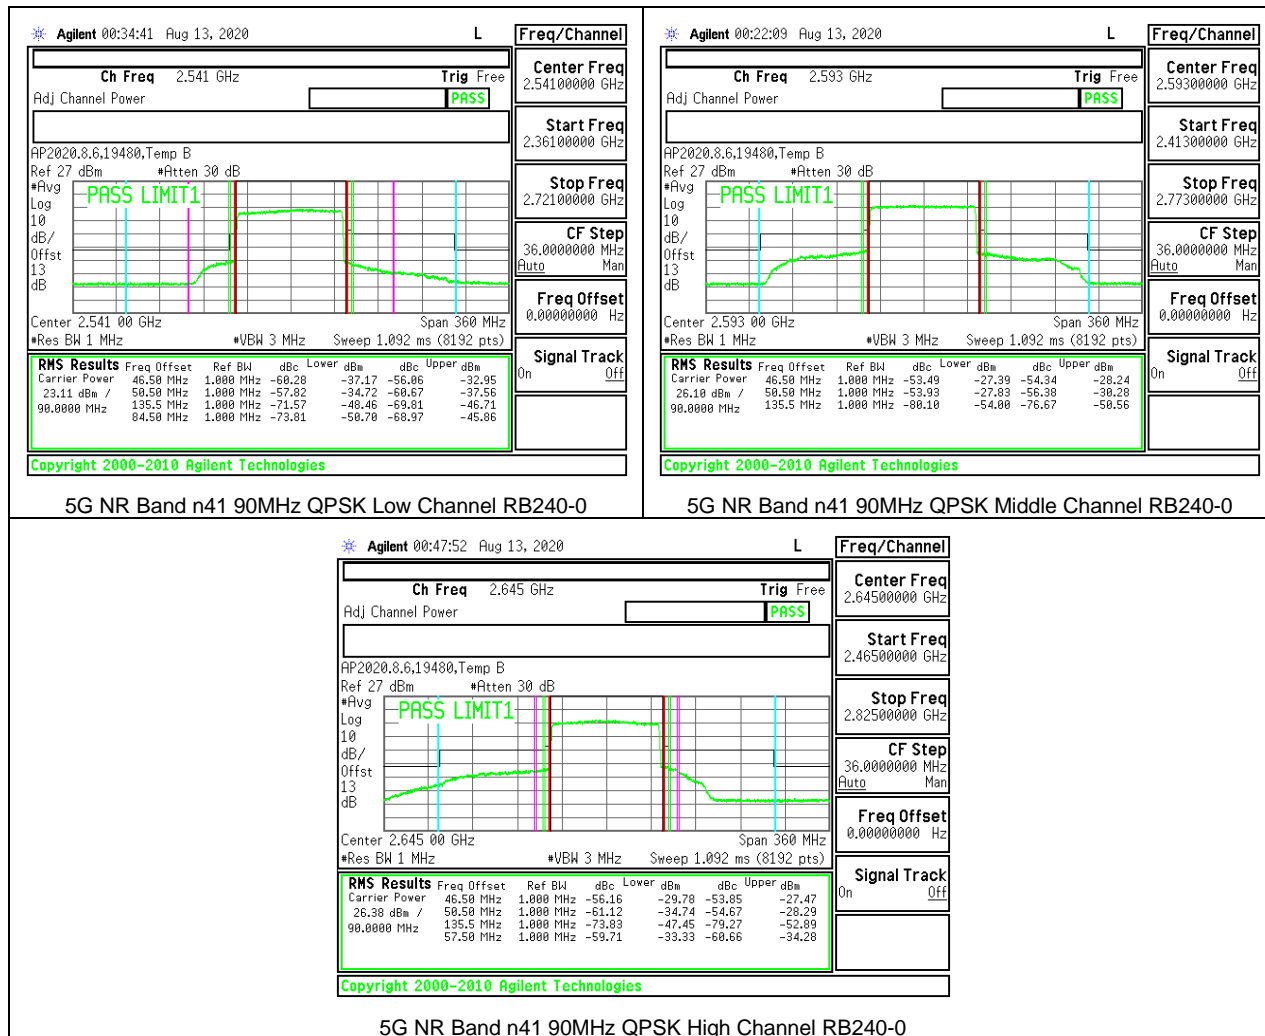 Agilent 00:34:41 Aug 13, 2020 L
Freq/Channel
Ch Freq 2.541 GHz Trig Free
Adj Channel Power PASS
AP2020.8.6,19480,Temp B
Ref 27 dBm #Atten 30 dB
#Avg
Log
10
dB/
Offst
13
dB
PASS LIMIT1
Center 2.541 00 GHz Span 360 MHz
#Res BW 1 MHz #VBW 3 MHz Sweep 1.092 ms (8192 pts)
RMS Results Freq Offset Ref BW dBc Lower dBm dBc Upper dBm
Carrier Power 46.50 MHz 1.000 MHz -60.28 -37.17 -56.06 -32.95
23.11 dBm / 50.50 MHz 1.000 MHz -57.82 -34.72 -60.67 -37.56
90.0000 MHz 135.5 MHz 1.000 MHz -71.57 -48.46 -69.81 -46.71
84.50 MHz 1.000 MHz -73.81 -50.70 -68.97 -45.86
Copyright 2000-2010 Agilent Technologies
Center Freq
2.54100000 GHz
Start Freq
2.36100000 GHz
Stop Freq
2.72100000 GHz
CF Step
36.0000000 MHz
Auto Man
Freq Offset
0.00000000 Hz
Signal Track
On Off
5G NR Band n41 90MHz QPSK Low Channel RB240-0
Agilent 00:22:09 Aug 13, 2020 L
Freq/Channel
Ch Freq 2.593 GHz Trig Free
Adj Channel Power PASS
AP2020.8.6,19480,Temp B
Ref 27 dBm #Atten 30 dB
#Avg
Log
10
dB/
Offst
13
dB
PASS LIMIT1
Center 2.593 00 GHz Span 360 MHz
#Res BW 1 MHz #VBW 3 MHz Sweep 1.092 ms (8192 pts)
RMS Results Freq Offset Ref BW dBc Lower dBm dBc Upper dBm
Carrier Power 46.50 MHz 1.000 MHz -53.49 -27.39 -54.34 -28.24
26.10 dBm / 50.50 MHz 1.000 MHz -53.93 -27.83 -56.38 -30.28
90.0000 MHz 135.5 MHz 1.000 MHz -80.10 -54.00 -76.67 -50.56
Copyright 2000-2010 Agilent Technologies
Center Freq
2.59300000 GHz
Start Freq
2.41300000 GHz
Stop Freq
2.77300000 GHz
CF Step
36.0000000 MHz
Auto Man
Freq Offset
0.00000000 Hz
Signal Track
On Off
5G NR Band n41 90MHz QPSK Middle Channel RB240-0
Agilent 00:47:52 Aug 13, 2020 L
Freq/Channel
Ch Freq 2.645 GHz Trig Free
Adj Channel Power PASS
AP2020.8.6,19480,Temp B
Ref 27 dBm #Atten 30 dB
#Avg
Log
10
dB/
Offst
13
dB
PASS LIMIT1
Center 2.645 00 GHz Span 360 MHz
#Res BW 1 MHz #VBW 3 MHz Sweep 1.092 ms (8192 pts)
RMS Results Freq Offset Ref BW dBc Lower dBm dBc Upper dBm
Carrier Power 46.50 MHz 1.000 MHz -56.16 -29.78 -53.85 -27.47
26.38 dBm / 50.50 MHz 1.000 MHz -61.12 -34.74 -54.67 -28.29
90.0000 MHz 135.5 MHz 1.000 MHz -73.83 -47.45 -79.27 -52.89
57.50 MHz 1.000 MHz -59.71 -33.33 -60.66 -34.28
Copyright 2000-2010 Agilent Technologies
Center Freq
2.64500000 GHz
Start Freq
2.46500000 GHz
Stop Freq
2.82500000 GHz
CF Step
36.0000000 MHz
Auto Man
Freq Offset
0.00000000 Hz
Signal Track
On Off
5G NR Band n41 90MHz QPSK High Channel RB240-0